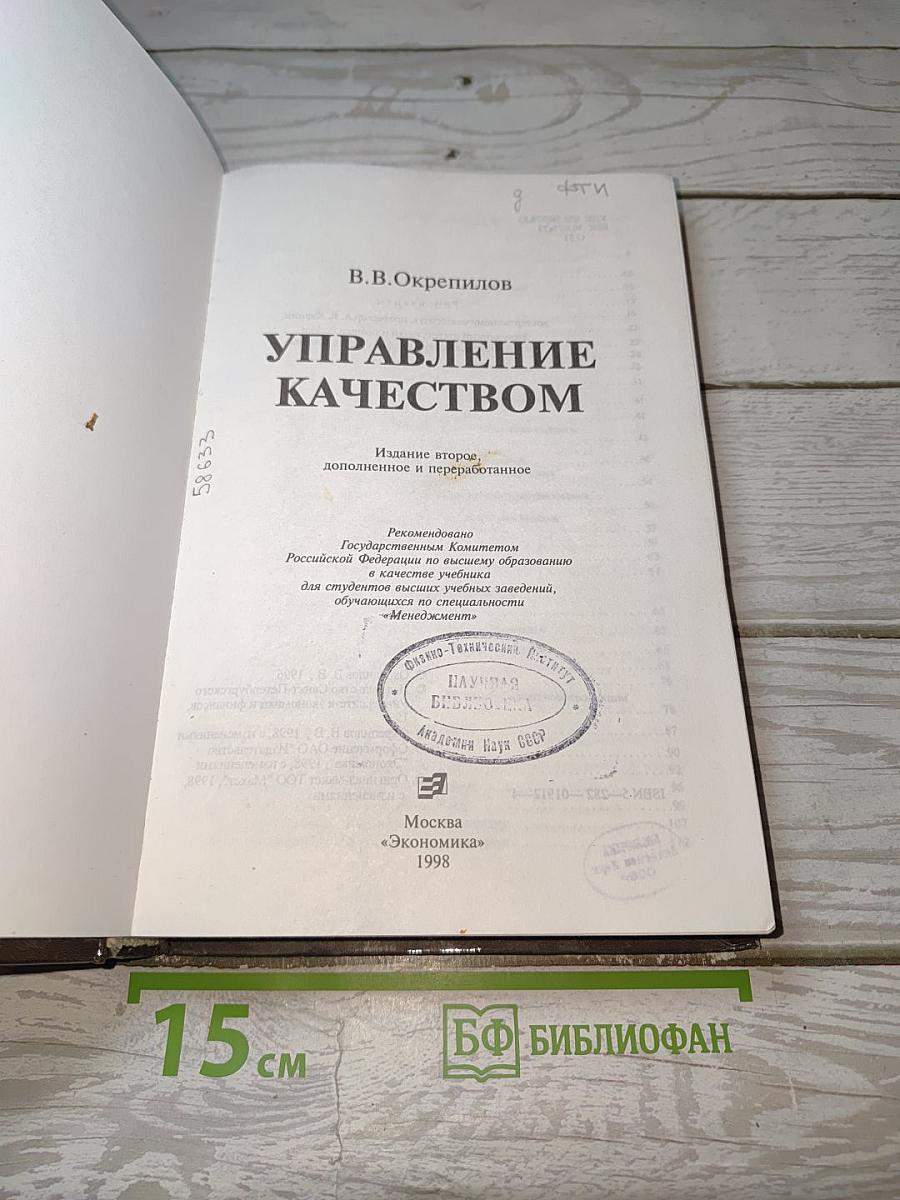 В.В.Окрепилов
УПРАВЛЕНИЕ
КАЧЕСТВОМ
Издание второе,
дополненное и переработанное
Рекомендовано
Государственным Комитетом
Российской Федерации по высшему образованию
в качестве учебника
для студентов высших учебных заведений,
обучающихся по специальности
«Менеджмент»
Физико-Технический Институт
НАУЧНАЯ
БИБЛИОТЕКА
Академии Наук СССР
Москва
«Экономика»
1998
58633
15 см
БФ БИБЛИОФАН